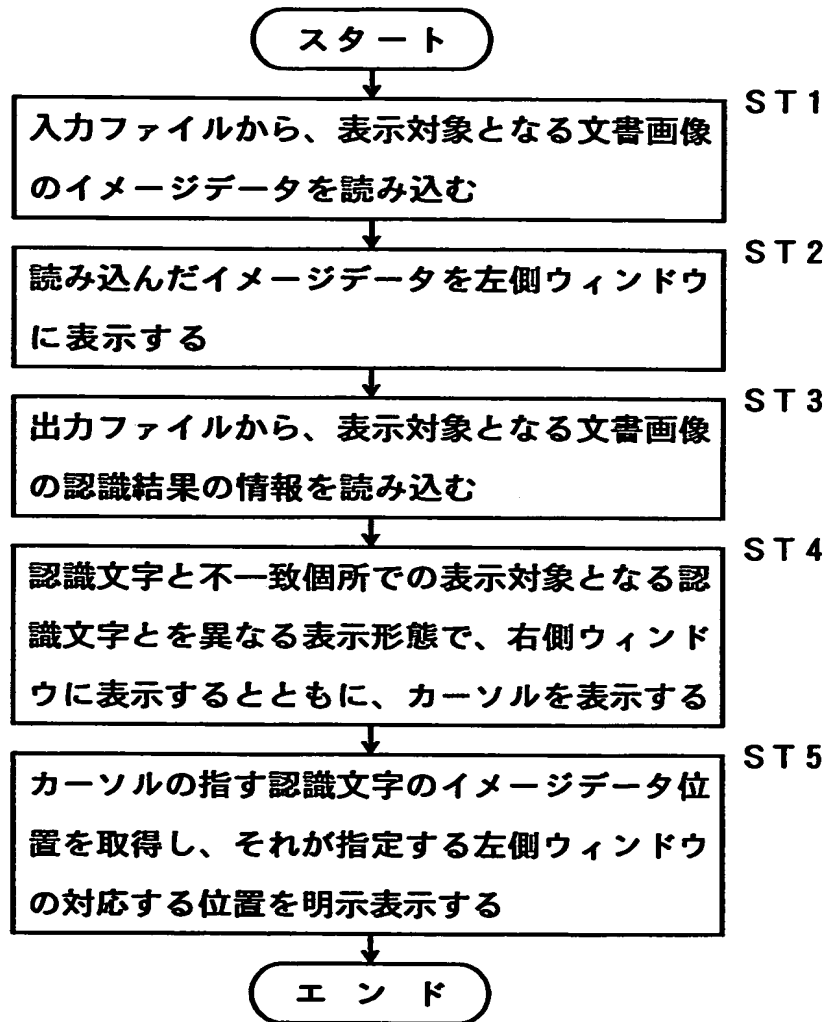 スタート
ST1
入力ファイルから、表示対象となる文書画像
のイメージデータを読み込む
ST2
読み込んだイメージデータを左側ウィンドウ
に表示する
ST3
出力ファイルから、表示対象となる文書画像
の認識結果の情報を読み込む
ST4
認識文字と不一致個所での表示対象となる認
識文字とを異なる表示形態で、右側ウィンド
ウに表示するとともに、カーソルを表示する
ST5
カーソルの指す認識文字のイメージデータ位
置を取得し、それが指定する左側ウィンドウ
の対応する位置を明示表示する
エンド